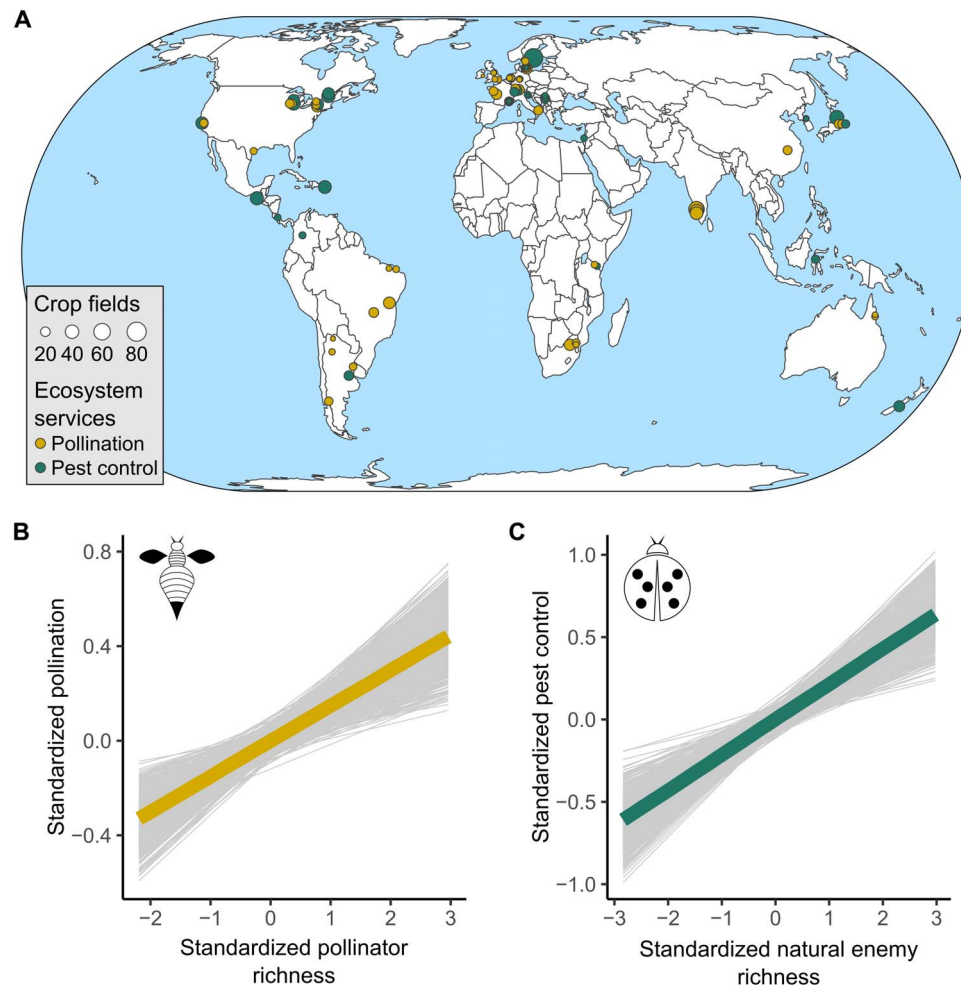 A
Crop fields
20 40 60 80
Ecosystem
services
Pollination
Pest control
B
0.8
0.4
0.0
−0.4
Standardized pollination
−2 −1 0 1 2 3
Standardized pollinator
richness
C
1.0
0.5
0.0
−0.5
−1.0
Standardized pest control
−3 −2 −1 0 1 2 3
Standardized natural enemy
richness